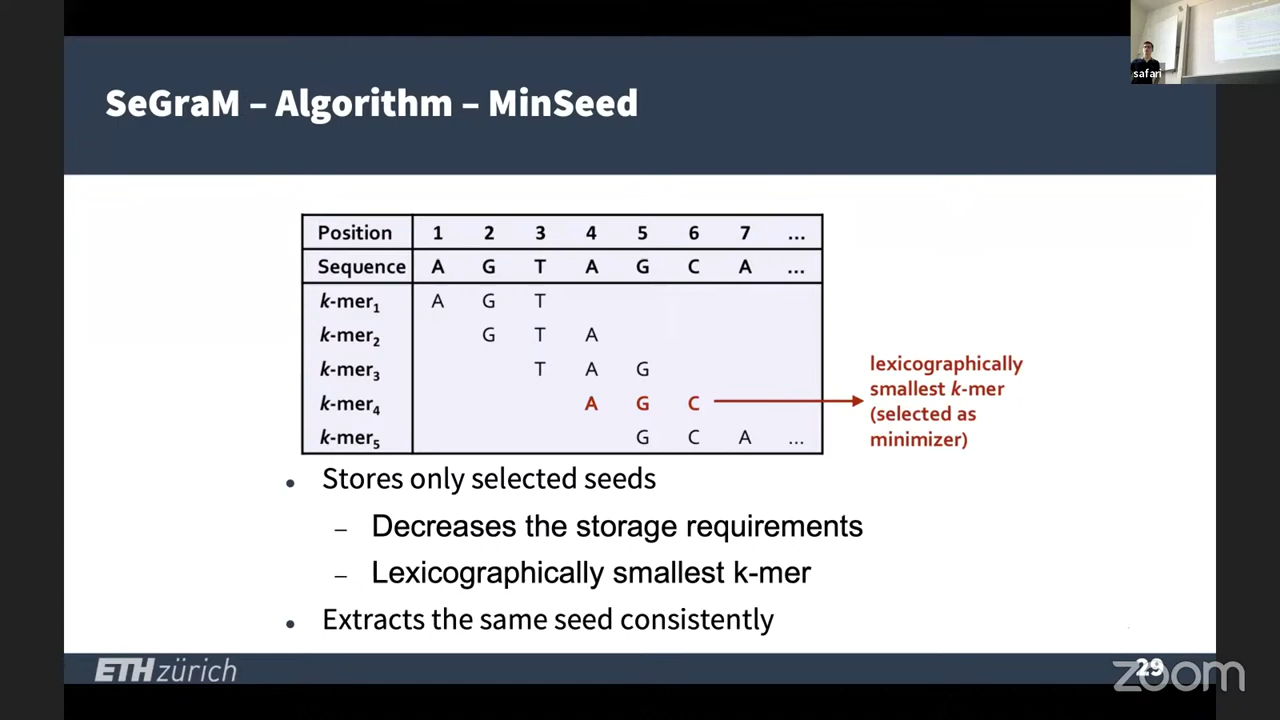 safari
SeGraM – Algorithm – MinSeed
Position 1 2 3 4 5 6 7 ...
Sequence A G T A G C A ...
k-mer1 A G T
k-mer2 G T A
k-mer3 T A G
k-mer4 A G C
k-mer5 G C A ...
lexicographically
smallest k-mer
(selected as
minimizer)
• Stores only selected seeds
– Decreases the storage requirements
– Lexicographically smallest k-mer
• Extracts the same seed consistently
ETH zürich
29
zoom